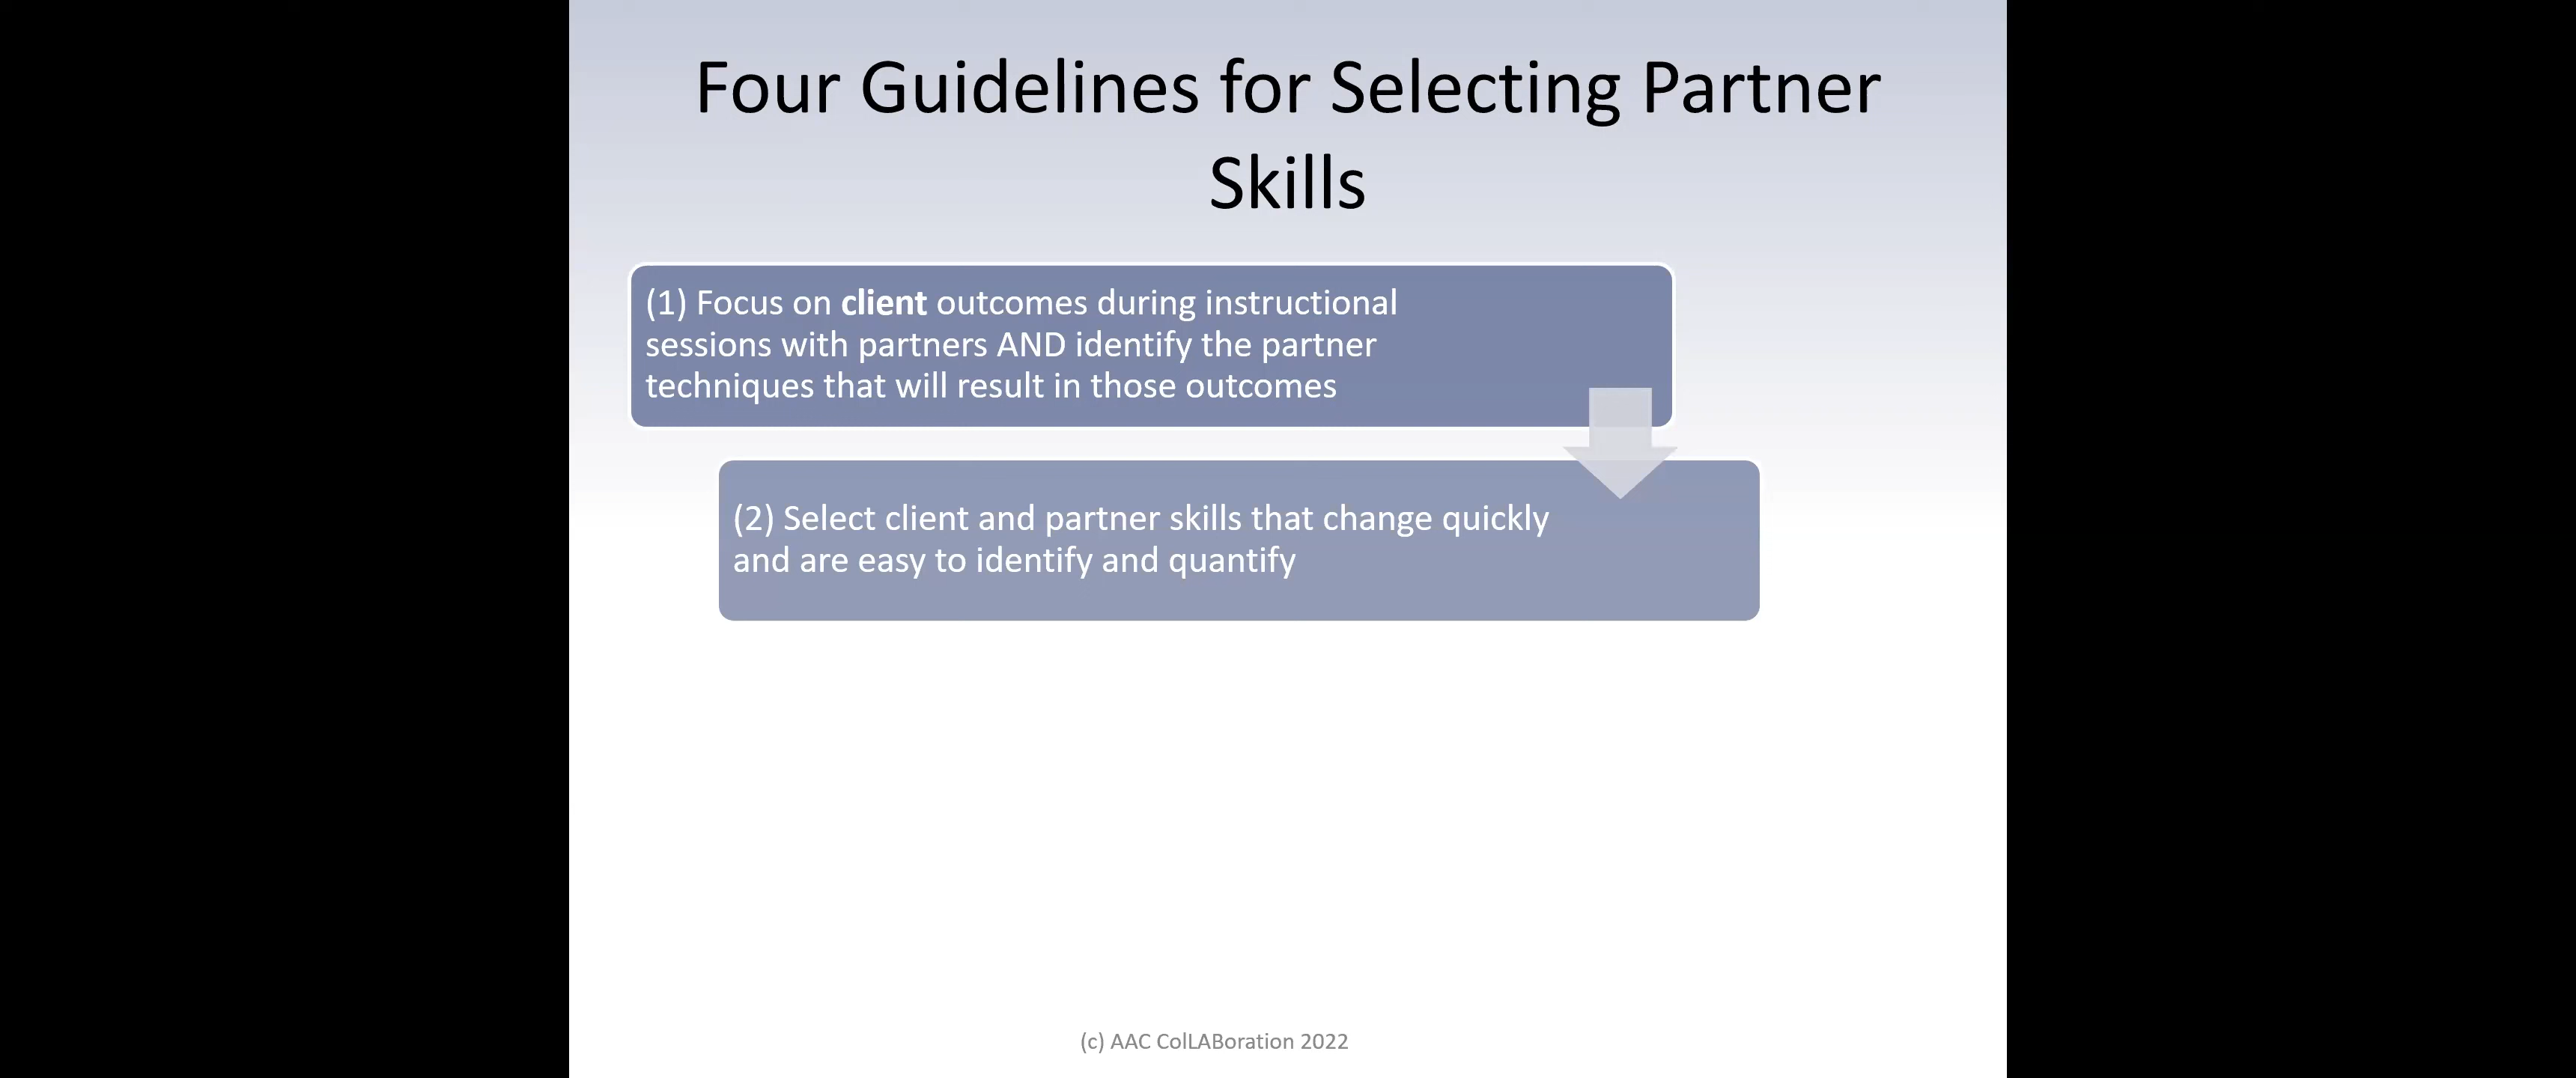 Four Guidelines for Selecting Partner
Skills
(1) Focus on client outcomes during instructional
sessions with partners AND identify the partner
techniques that will result in those outcomes
(2) Select client and partner skills that change quickly
and are easy to identify and quantify
(c) AAC ColLABoration 2022